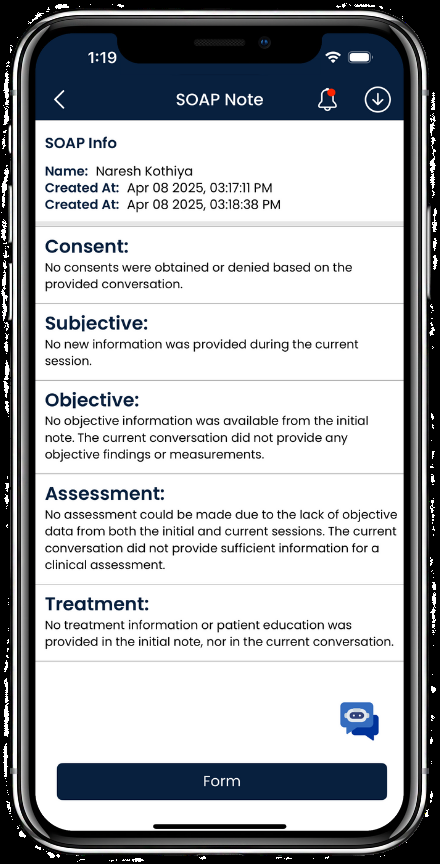 1:19
SOAP Note
SOAP Info
Name: Naresh Kothiya
Created At: Apr 08 2025, 03:17:11 PM
Created At: Apr 08 2025, 03:18:38 PM
Consent:
No consents were obtained or denied based on the
provided conversation.
Subjective:
No new information was provided during the current
session.
Objective:
No objective information was available from the initial
note. The current conversation did not provide any
objective findings or measurements.
Assessment:
No assessment could be made due to the lack of objective
data from both the initial and current sessions. The current
conversation did not provide sufficient information for a
clinical assessment.
Treatment:
No treatment information or patient education was
provided in the initial note, nor in the current conversation.
Form